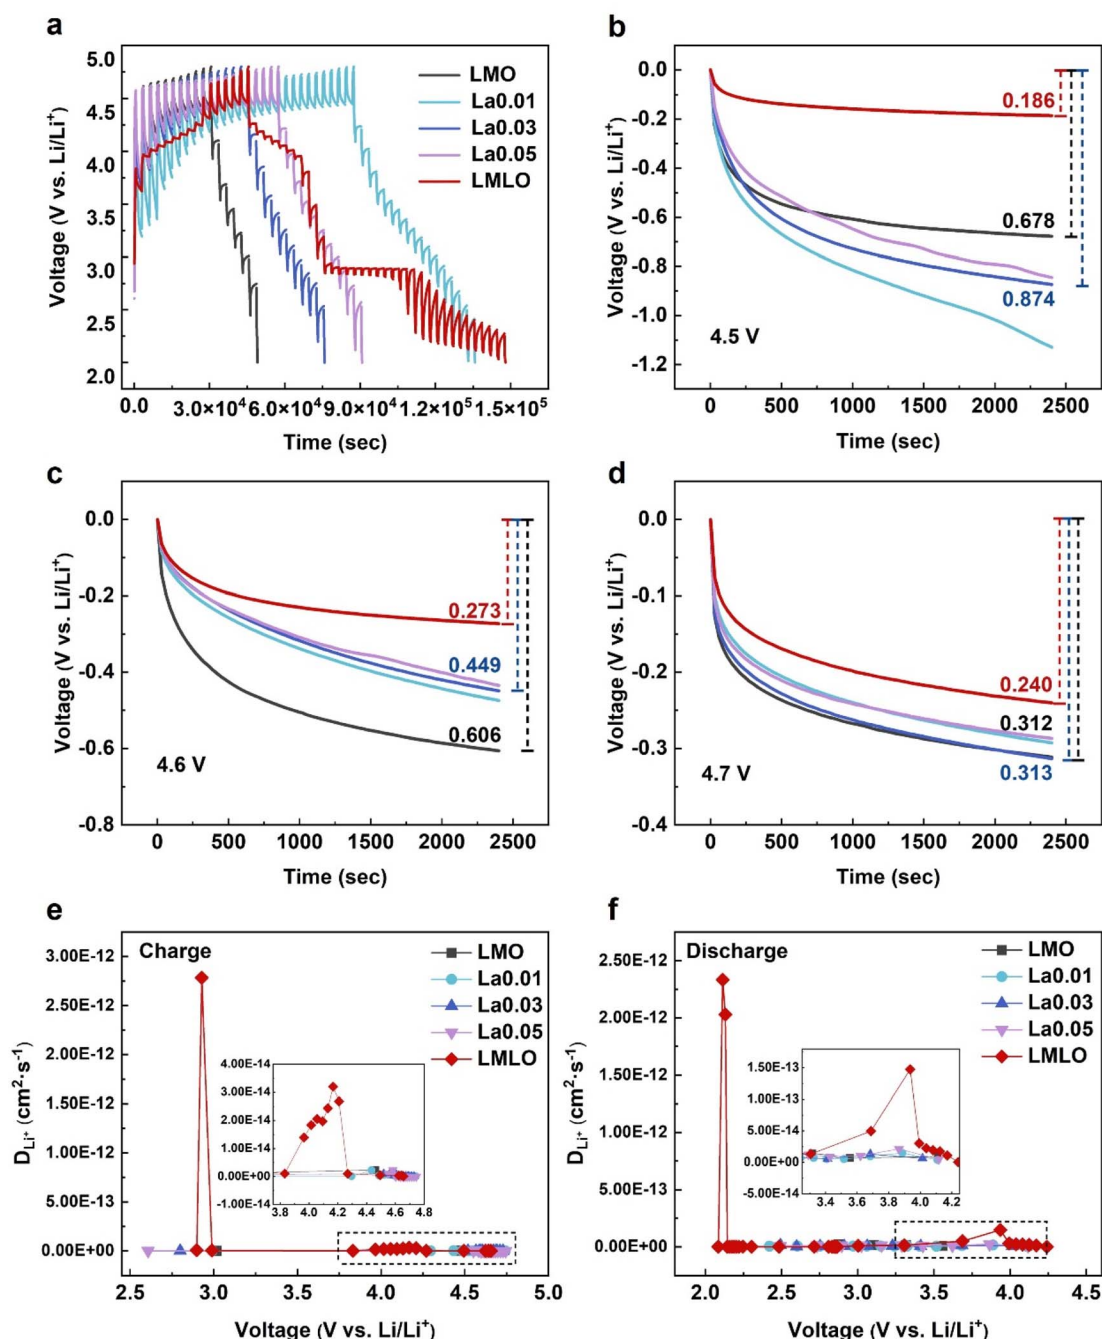 a
5.0
4.5
4.0
3.5
3.0
2.5
2.0
Voltage (V vs. Li/Li⁺)
LMO
La0.01
La0.03
La0.05
LMLO
0.0
3.0×10⁴
6.0×10⁴
9.0×10⁴
1.2×10⁵
1.5×10⁵
Time (sec)
b
0.0
-0.2
-0.4
-0.6
-0.8
-1.0
-1.2
Voltage (V vs. Li/Li⁺)
0.186
0.678
0.874
4.5 V
0
500
1000
1500
2000
2500
Time (sec)
c
0.0
-0.2
-0.4
-0.6
-0.8
Voltage (V vs. Li/Li⁺)
0.273
0.449
0.606
4.6 V
0
500
1000
1500
2000
2500
Time (sec)
d
0.0
-0.1
-0.2
-0.3
-0.4
Voltage (V vs. Li/Li⁺)
0.240
0.312
0.313
4.7 V
0
500
1000
1500
2000
2500
Time (sec)
e
Charge
3.00E-12
2.50E-12
2.00E-12
1.50E-12
1.00E-12
5.00E-13
0.00E+00
D_Li⁺ (cm²·s⁻¹)
LMO
La0.01
La0.03
La0.05
LMLO
4.00E-14
3.00E-14
2.00E-14
1.00E-14
0.00E+00
-1.00E-14
3.8
4.0
4.2
4.4
4.6
4.8
2.5
3.0
3.5
4.0
4.5
5.0
Voltage (V vs. Li/Li⁺)
f
Discharge
2.50E-12
2.00E-12
1.50E-12
1.00E-12
5.00E-13
0.00E+00
D_Li⁺ (cm²·s⁻¹)
LMO
La0.01
La0.03
La0.05
LMLO
1.50E-13
1.00E-13
5.00E-14
0.00E+00
-5.00E-14
3.4
3.6
3.8
4.0
4.2
2.0
2.5
3.0
3.5
4.0
4.5
Voltage (V vs. Li/Li⁺)